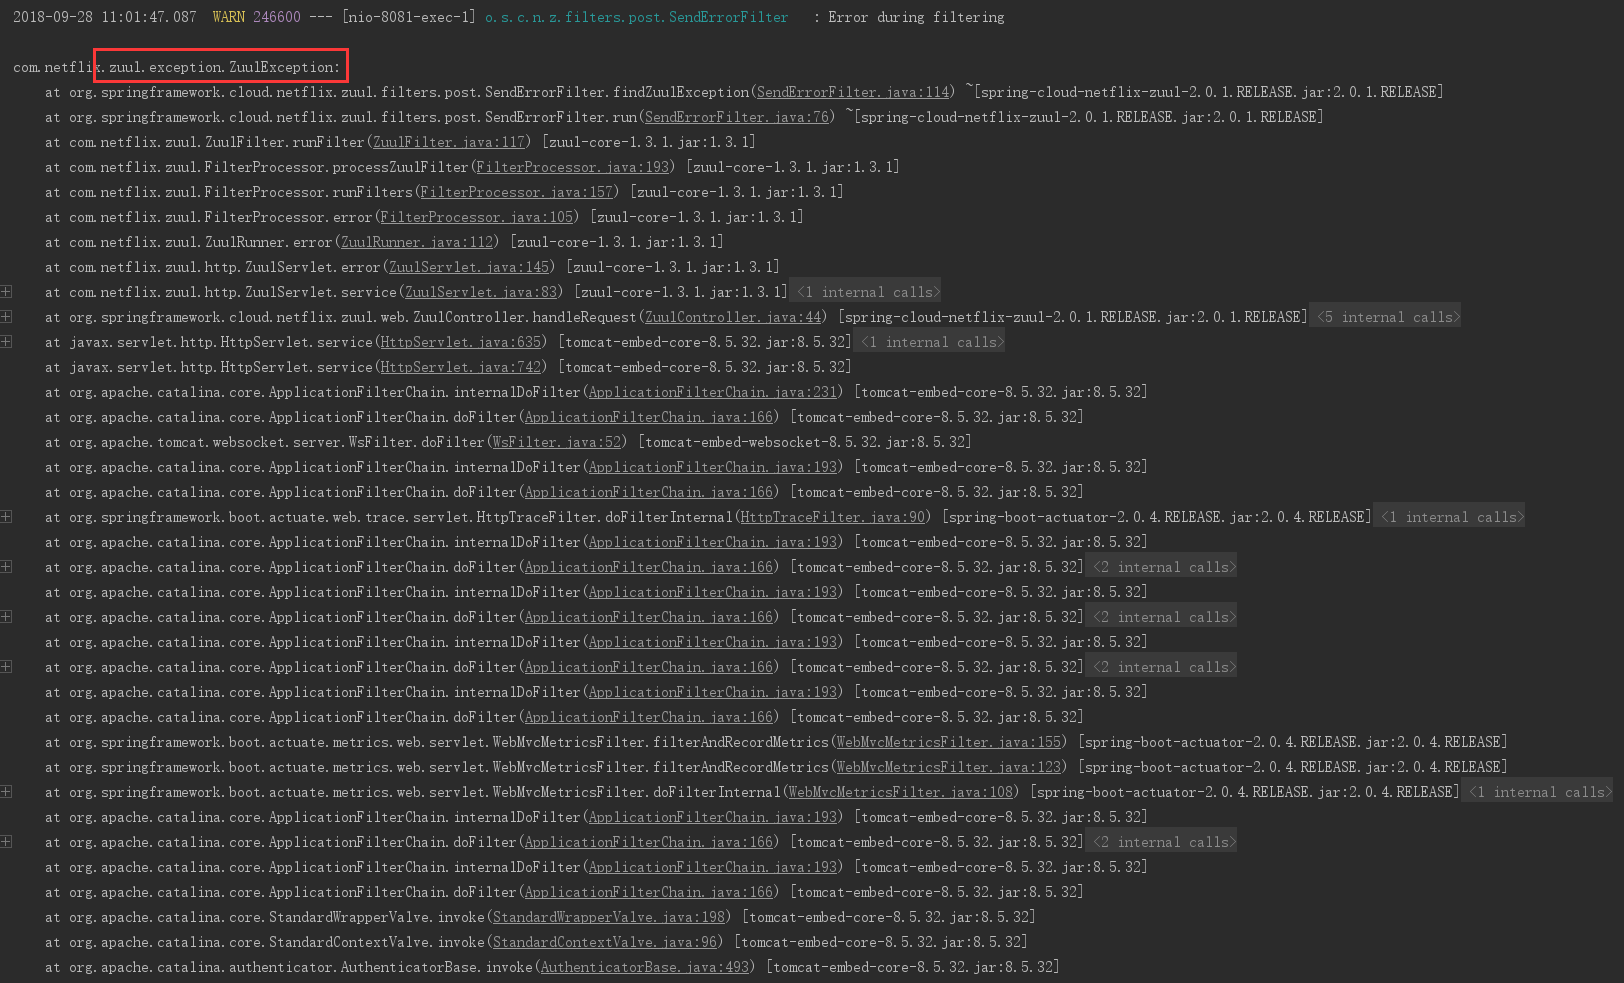 2018-09-28 11:01:47.087  WARN 246600 --- [nio-8081-exec-1] o.s.c.n.z.filters.post.SendErrorFilter   : Error during filtering
com.netflix.zuul.exception.ZuulException:
at org.springframework.cloud.netflix.zuul.filters.post.SendErrorFilter.findZuulException(SendErrorFilter.java:114) ~[spring-cloud-netflix-zuul-2.0.1.RELEASE.jar:2.0.1.RELEASE]
at org.springframework.cloud.netflix.zuul.filters.post.SendErrorFilter.run(SendErrorFilter.java:76) ~[spring-cloud-netflix-zuul-2.0.1.RELEASE.jar:2.0.1.RELEASE]
at com.netflix.zuul.ZuulFilter.runFilter(ZuulFilter.java:117) [zuul-core-1.3.1.jar:1.3.1]
at com.netflix.zuul.FilterProcessor.processZuulFilter(FilterProcessor.java:193) [zuul-core-1.3.1.jar:1.3.1]
at com.netflix.zuul.FilterProcessor.runFilters(FilterProcessor.java:157) [zuul-core-1.3.1.jar:1.3.1]
at com.netflix.zuul.FilterProcessor.error(FilterProcessor.java:105) [zuul-core-1.3.1.jar:1.3.1]
at com.netflix.zuul.ZuulRunner.error(ZuulRunner.java:112) [zuul-core-1.3.1.jar:1.3.1]
at com.netflix.zuul.http.ZuulServlet.error(ZuulServlet.java:145) [zuul-core-1.3.1.jar:1.3.1]
at com.netflix.zuul.http.ZuulServlet.service(ZuulServlet.java:83) [zuul-core-1.3.1.jar:1.3.1] <1 internal calls>
at org.springframework.cloud.netflix.zuul.web.ZuulController.handleRequest(ZuulController.java:44) [spring-cloud-netflix-zuul-2.0.1.RELEASE.jar:2.0.1.RELEASE] <5 internal calls>
at javax.servlet.http.HttpServlet.service(HttpServlet.java:635) [tomcat-embed-core-8.5.32.jar:8.5.32] <1 internal calls>
at javax.servlet.http.HttpServlet.service(HttpServlet.java:742) [tomcat-embed-core-8.5.32.jar:8.5.32]
at org.apache.catalina.core.ApplicationFilterChain.internalDoFilter(ApplicationFilterChain.java:231) [tomcat-embed-core-8.5.32.jar:8.5.32]
at org.apache.catalina.core.ApplicationFilterChain.doFilter(ApplicationFilterChain.java:166) [tomcat-embed-core-8.5.32.jar:8.5.32]
at org.apache.tomcat.websocket.server.WsFilter.doFilter(WsFilter.java:52) [tomcat-embed-websocket-8.5.32.jar:8.5.32]
at org.apache.catalina.core.ApplicationFilterChain.internalDoFilter(ApplicationFilterChain.java:193) [tomcat-embed-core-8.5.32.jar:8.5.32]
at org.apache.catalina.core.ApplicationFilterChain.doFilter(ApplicationFilterChain.java:166) [tomcat-embed-core-8.5.32.jar:8.5.32]
at org.springframework.boot.actuate.web.trace.servlet.HttpTraceFilter.doFilterInternal(HttpTraceFilter.java:90) [spring-boot-actuator-2.0.4.RELEASE.jar:2.0.4.RELEASE] <1 internal calls>
at org.apache.catalina.core.ApplicationFilterChain.internalDoFilter(ApplicationFilterChain.java:193) [tomcat-embed-core-8.5.32.jar:8.5.32]
at org.apache.catalina.core.ApplicationFilterChain.doFilter(ApplicationFilterChain.java:166) [tomcat-embed-core-8.5.32.jar:8.5.32] <2 internal calls>
at org.apache.catalina.core.ApplicationFilterChain.internalDoFilter(ApplicationFilterChain.java:193) [tomcat-embed-core-8.5.32.jar:8.5.32]
at org.apache.catalina.core.ApplicationFilterChain.doFilter(ApplicationFilterChain.java:166) [tomcat-embed-core-8.5.32.jar:8.5.32] <2 internal calls>
at org.apache.catalina.core.ApplicationFilterChain.internalDoFilter(ApplicationFilterChain.java:193) [tomcat-embed-core-8.5.32.jar:8.5.32]
at org.apache.catalina.core.ApplicationFilterChain.doFilter(ApplicationFilterChain.java:166) [tomcat-embed-core-8.5.32.jar:8.5.32] <2 internal calls>
at org.apache.catalina.core.ApplicationFilterChain.internalDoFilter(ApplicationFilterChain.java:193) [tomcat-embed-core-8.5.32.jar:8.5.32]
at org.apache.catalina.core.ApplicationFilterChain.doFilter(ApplicationFilterChain.java:166) [tomcat-embed-core-8.5.32.jar:8.5.32]
at org.springframework.boot.actuate.metrics.web.servlet.WebMvcMetricsFilter.filterAndRecordMetrics(WebMvcMetricsFilter.java:155) [spring-boot-actuator-2.0.4.RELEASE.jar:2.0.4.RELEASE]
at org.springframework.boot.actuate.metrics.web.servlet.WebMvcMetricsFilter.filterAndRecordMetrics(WebMvcMetricsFilter.java:123) [spring-boot-actuator-2.0.4.RELEASE.jar:2.0.4.RELEASE]
at org.springframework.boot.actuate.metrics.web.servlet.WebMvcMetricsFilter.doFilterInternal(WebMvcMetricsFilter.java:108) [spring-boot-actuator-2.0.4.RELEASE.jar:2.0.4.RELEASE] <1 internal calls>
at org.apache.catalina.core.ApplicationFilterChain.internalDoFilter(ApplicationFilterChain.java:193) [tomcat-embed-core-8.5.32.jar:8.5.32]
at org.apache.catalina.core.ApplicationFilterChain.doFilter(ApplicationFilterChain.java:166) [tomcat-embed-core-8.5.32.jar:8.5.32] <2 internal calls>
at org.apache.catalina.core.ApplicationFilterChain.internalDoFilter(ApplicationFilterChain.java:193) [tomcat-embed-core-8.5.32.jar:8.5.32]
at org.apache.catalina.core.ApplicationFilterChain.doFilter(ApplicationFilterChain.java:166) [tomcat-embed-core-8.5.32.jar:8.5.32]
at org.apache.catalina.core.StandardWrapperValve.invoke(StandardWrapperValve.java:198) [tomcat-embed-core-8.5.32.jar:8.5.32]
at org.apache.catalina.core.StandardContextValve.invoke(StandardContextValve.java:96) [tomcat-embed-core-8.5.32.jar:8.5.32]
at org.apache.catalina.authenticator.AuthenticatorBase.invoke(AuthenticatorBase.java:493) [tomcat-embed-core-8.5.32.jar:8.5.32]